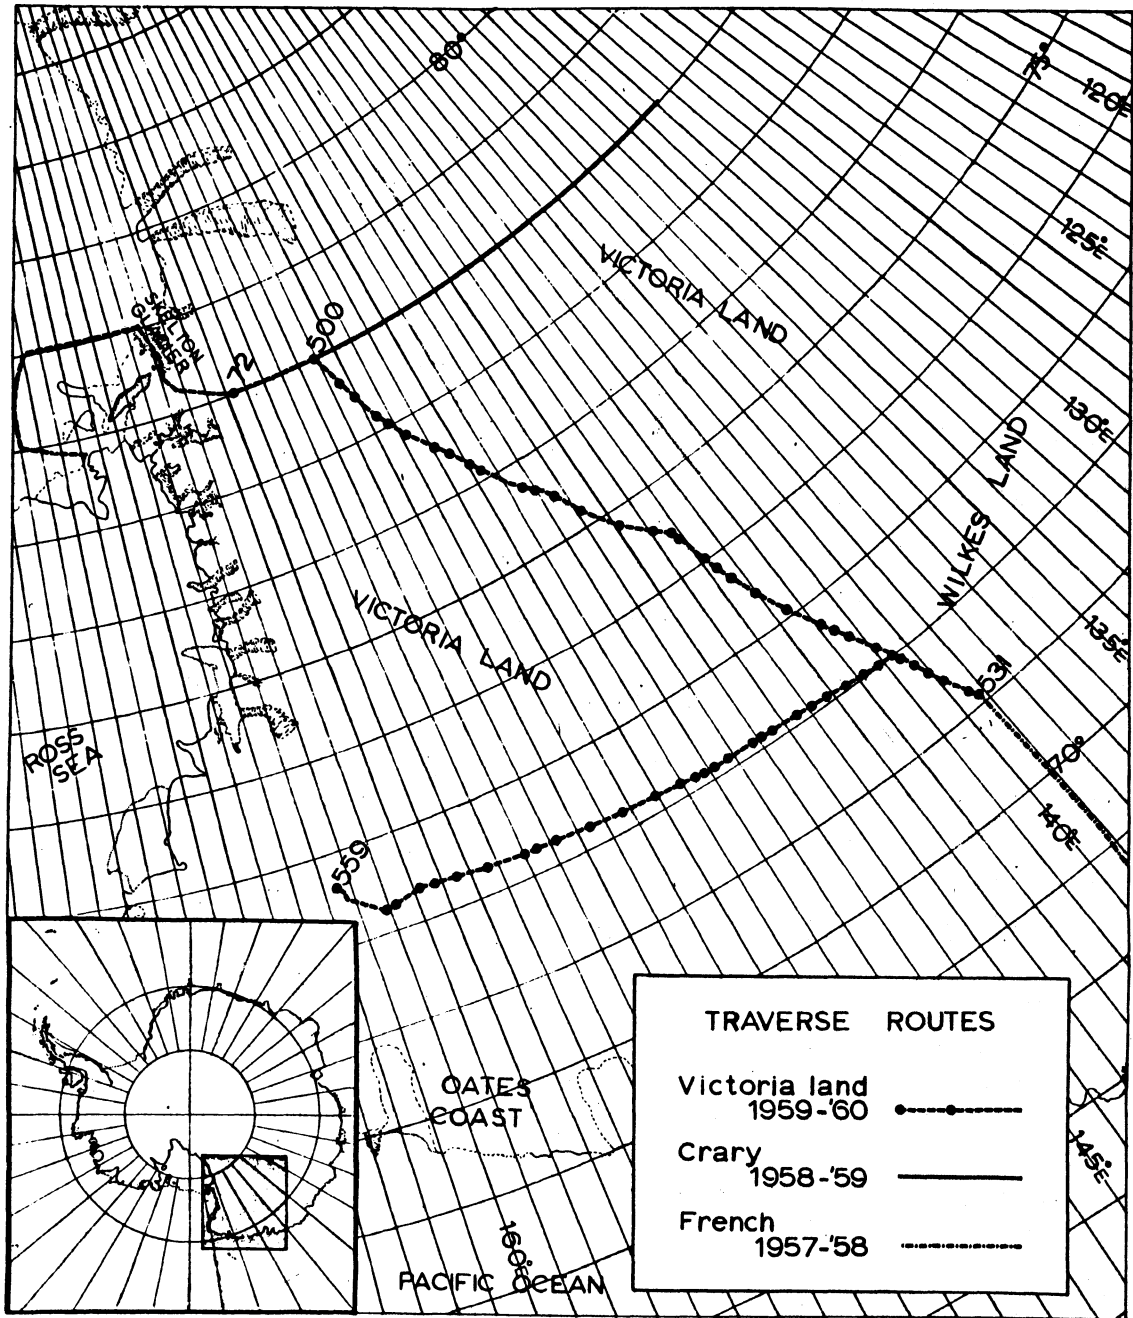 80°
75°
120°E
125°E
130°E
135°E
70°
140°E
145°E
160°E
SKELTON
GLACIER
72
500
VICTORIA LAND
WILKES LAND
531
VICTORIA LAND
ROSS
SEA
559
OATES
COAST
PACIFIC OCEAN
TRAVERSE ROUTES
Victoria land
1959-'60
Crary
1958-'59
French
1957-'58